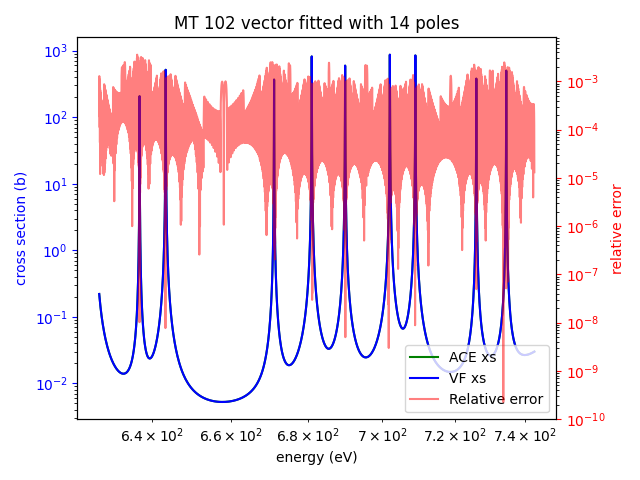 MT 102 vector fitted with 14 poles
cross section (b)
10³
10²
10¹
10⁰
10⁻¹
10⁻²
10⁻³
10⁻⁴
10⁻⁵
10⁻⁶
10⁻⁷
10⁻⁸
10⁻⁹
10⁻¹⁰
relative error
ACE xs
VF xs
Relative error
6.4 × 10² 6.6 × 10² 6.8 × 10² 7 × 10² 7.2 × 10² 7.4 × 10²
energy (eV)